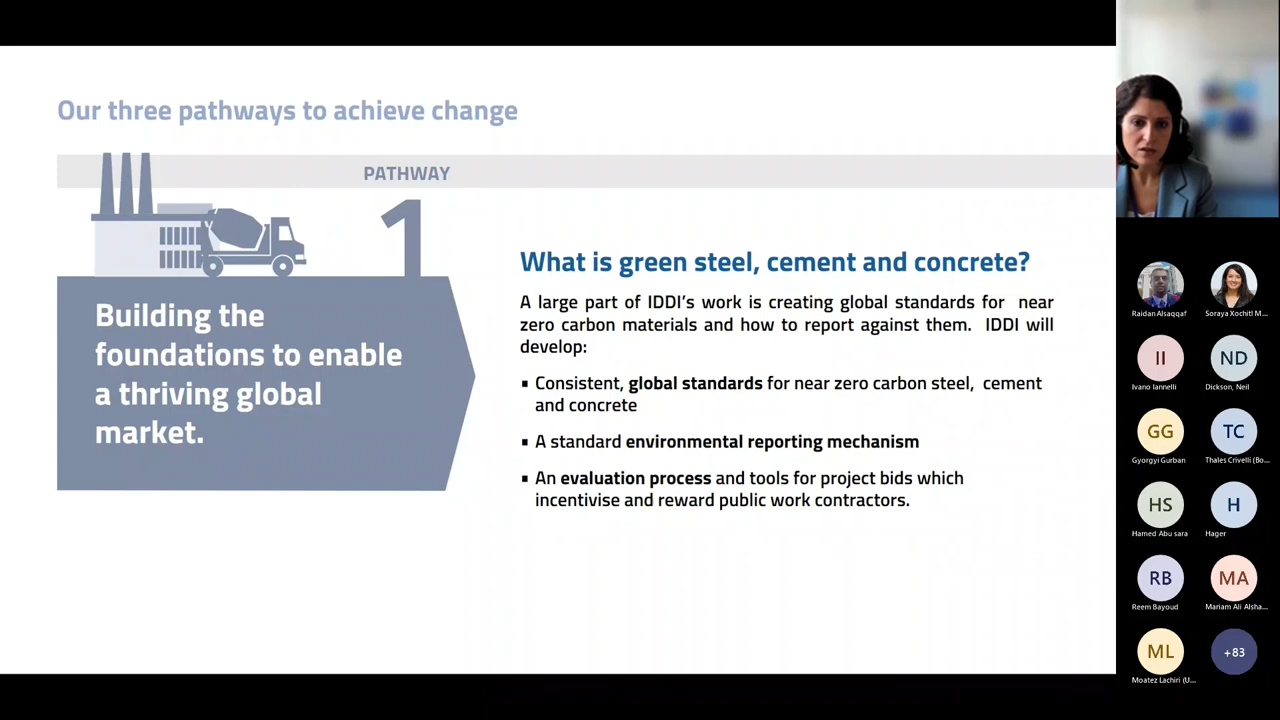 Our three pathways to achieve change
PATHWAY
1
Building the
foundations to enable
a thriving global
market.
What is green steel, cement and concrete?
A large part of IDDI's work is creating global standards for near
zero carbon materials and how to report against them. IDDI will
develop:
▪ Consistent, global standards for near zero carbon steel, cement
and concrete
▪ A standard environmental reporting mechanism
▪ An evaluation process and tools for project bids which
incentivise and reward public work contractors.
Raidan Alsaqqaf
Soraya Xochitl M...
II
ND
Ivano Iannelli
Dickson, Neil
GG
TC
Gyorgyi Gurban
Thales Crivelli (Bo...
HS
H
Hamed Abu sara
Hager
RB
MA
Reem Bayoud
Mariam Ali Alsha...
ML
+83
Moatez Lachiri (U...